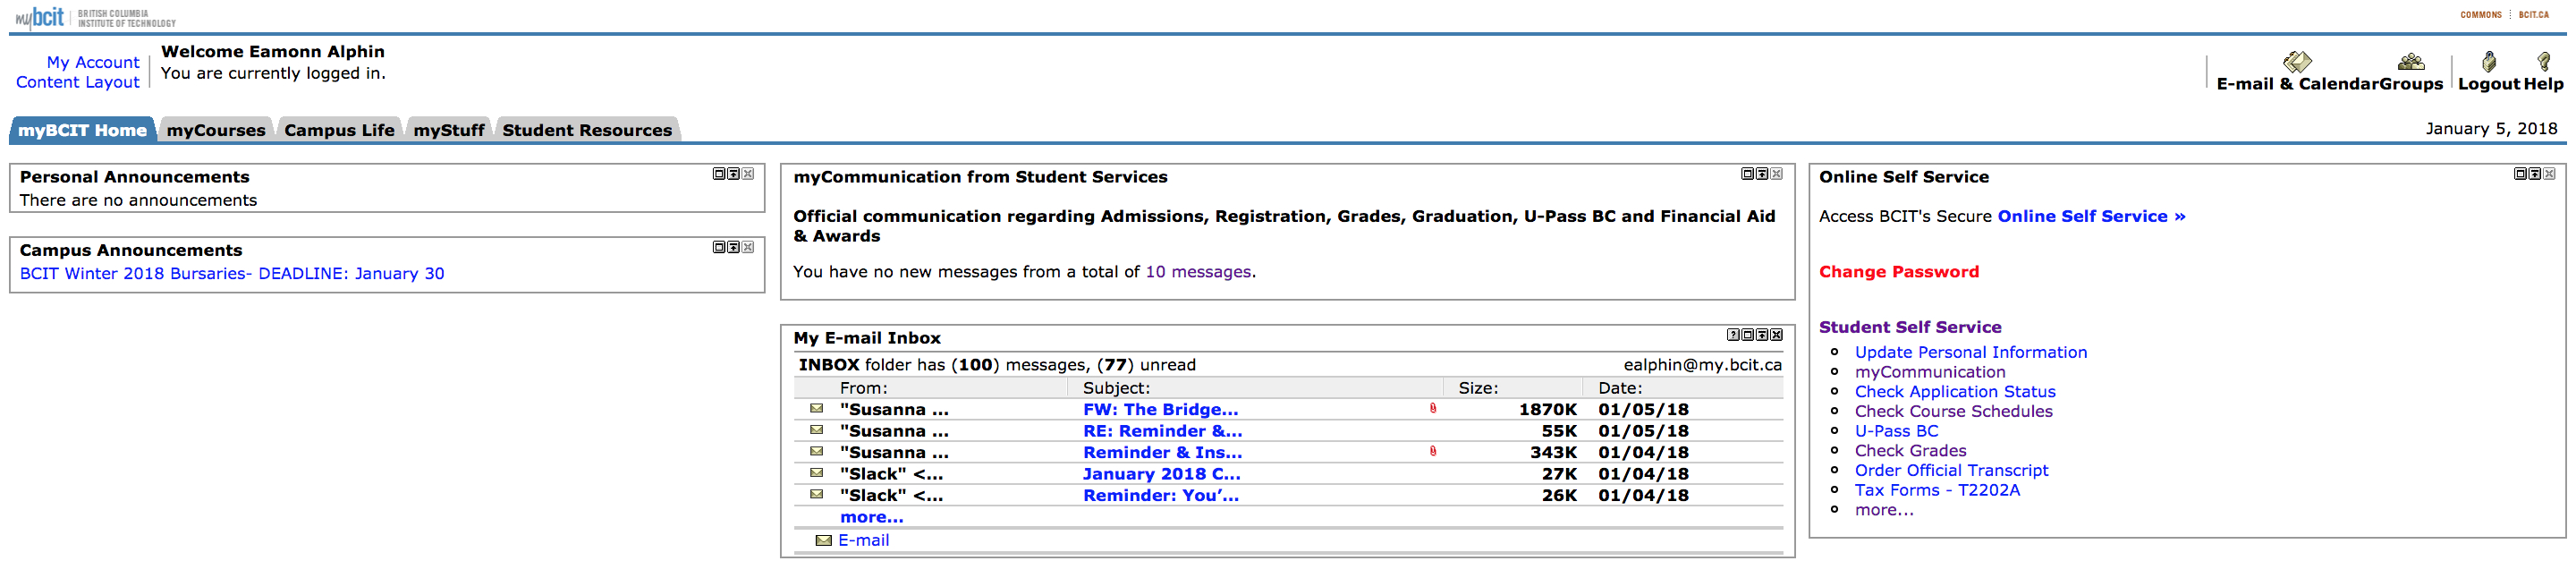 mybcit | BRITISH COLUMBIA
INSTITUTE OF TECHNOLOGY
COMMONS
BCIT.CA
My Account
Content Layout
Welcome Eamonn Alphin
You are currently logged in.
E-mail & Calendar
Groups
Logout
Help
myBCIT Home
myCourses
Campus Life
myStuff
Student Resources
January 5, 2018
Personal Announcements
There are no announcements
Campus Announcements
BCIT Winter 2018 Bursaries- DEADLINE: January 30
myCommunication from Student Services
Official communication regarding Admissions, Registration, Grades, Graduation, U-Pass BC and Financial Aid
& Awards
You have no new messages from a total of 10 messages.
My E-mail Inbox
INBOX folder has (100) messages, (77) unread ealphin@my.bcit.ca
From: Subject: Size: Date:
"Susanna ... FW: The Bridge... 1870K 01/05/18
"Susanna ... RE: Reminder &... 55K 01/05/18
"Susanna ... Reminder & Ins... 343K 01/04/18
"Slack" <... January 2018 C... 27K 01/04/18
"Slack" <... Reminder: You’... 26K 01/04/18
more...
E-mail
Online Self Service
Access BCIT's Secure Online Self Service »
Change Password
Student Self Service
Update Personal Information
myCommunication
Check Application Status
Check Course Schedules
U-Pass BC
Check Grades
Order Official Transcript
Tax Forms - T2202A
more...